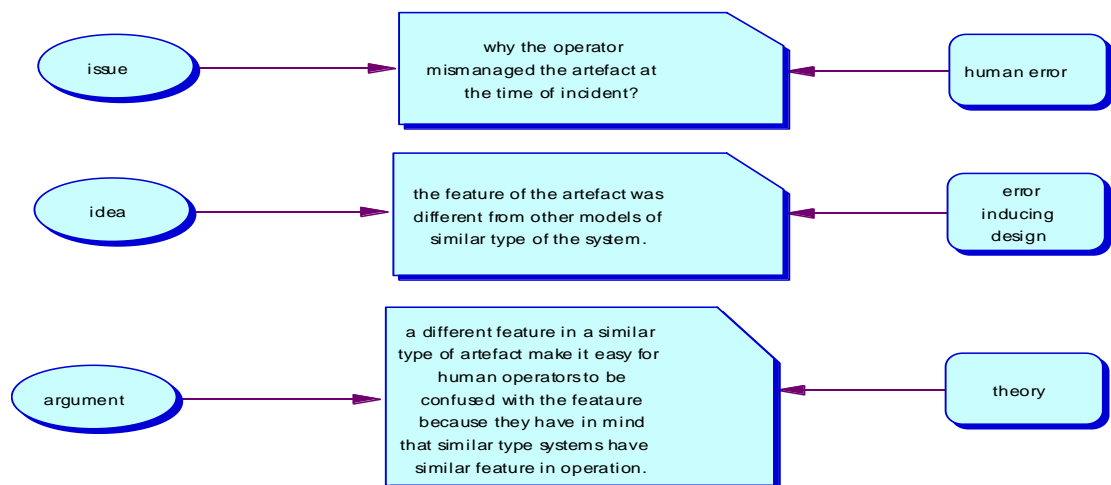 issue
why the operator
mismanaged the artefact at
the time of incident?
human error
idea
the feature of the artefact was
different from other models of
similar type of the system.
error
inducing
design
argument
a different feature in a similar
type of artefact make it easy for
human operators to be
confused with the feataure
because they have in mind
that similar type systems have
similar feature in operation.
theory